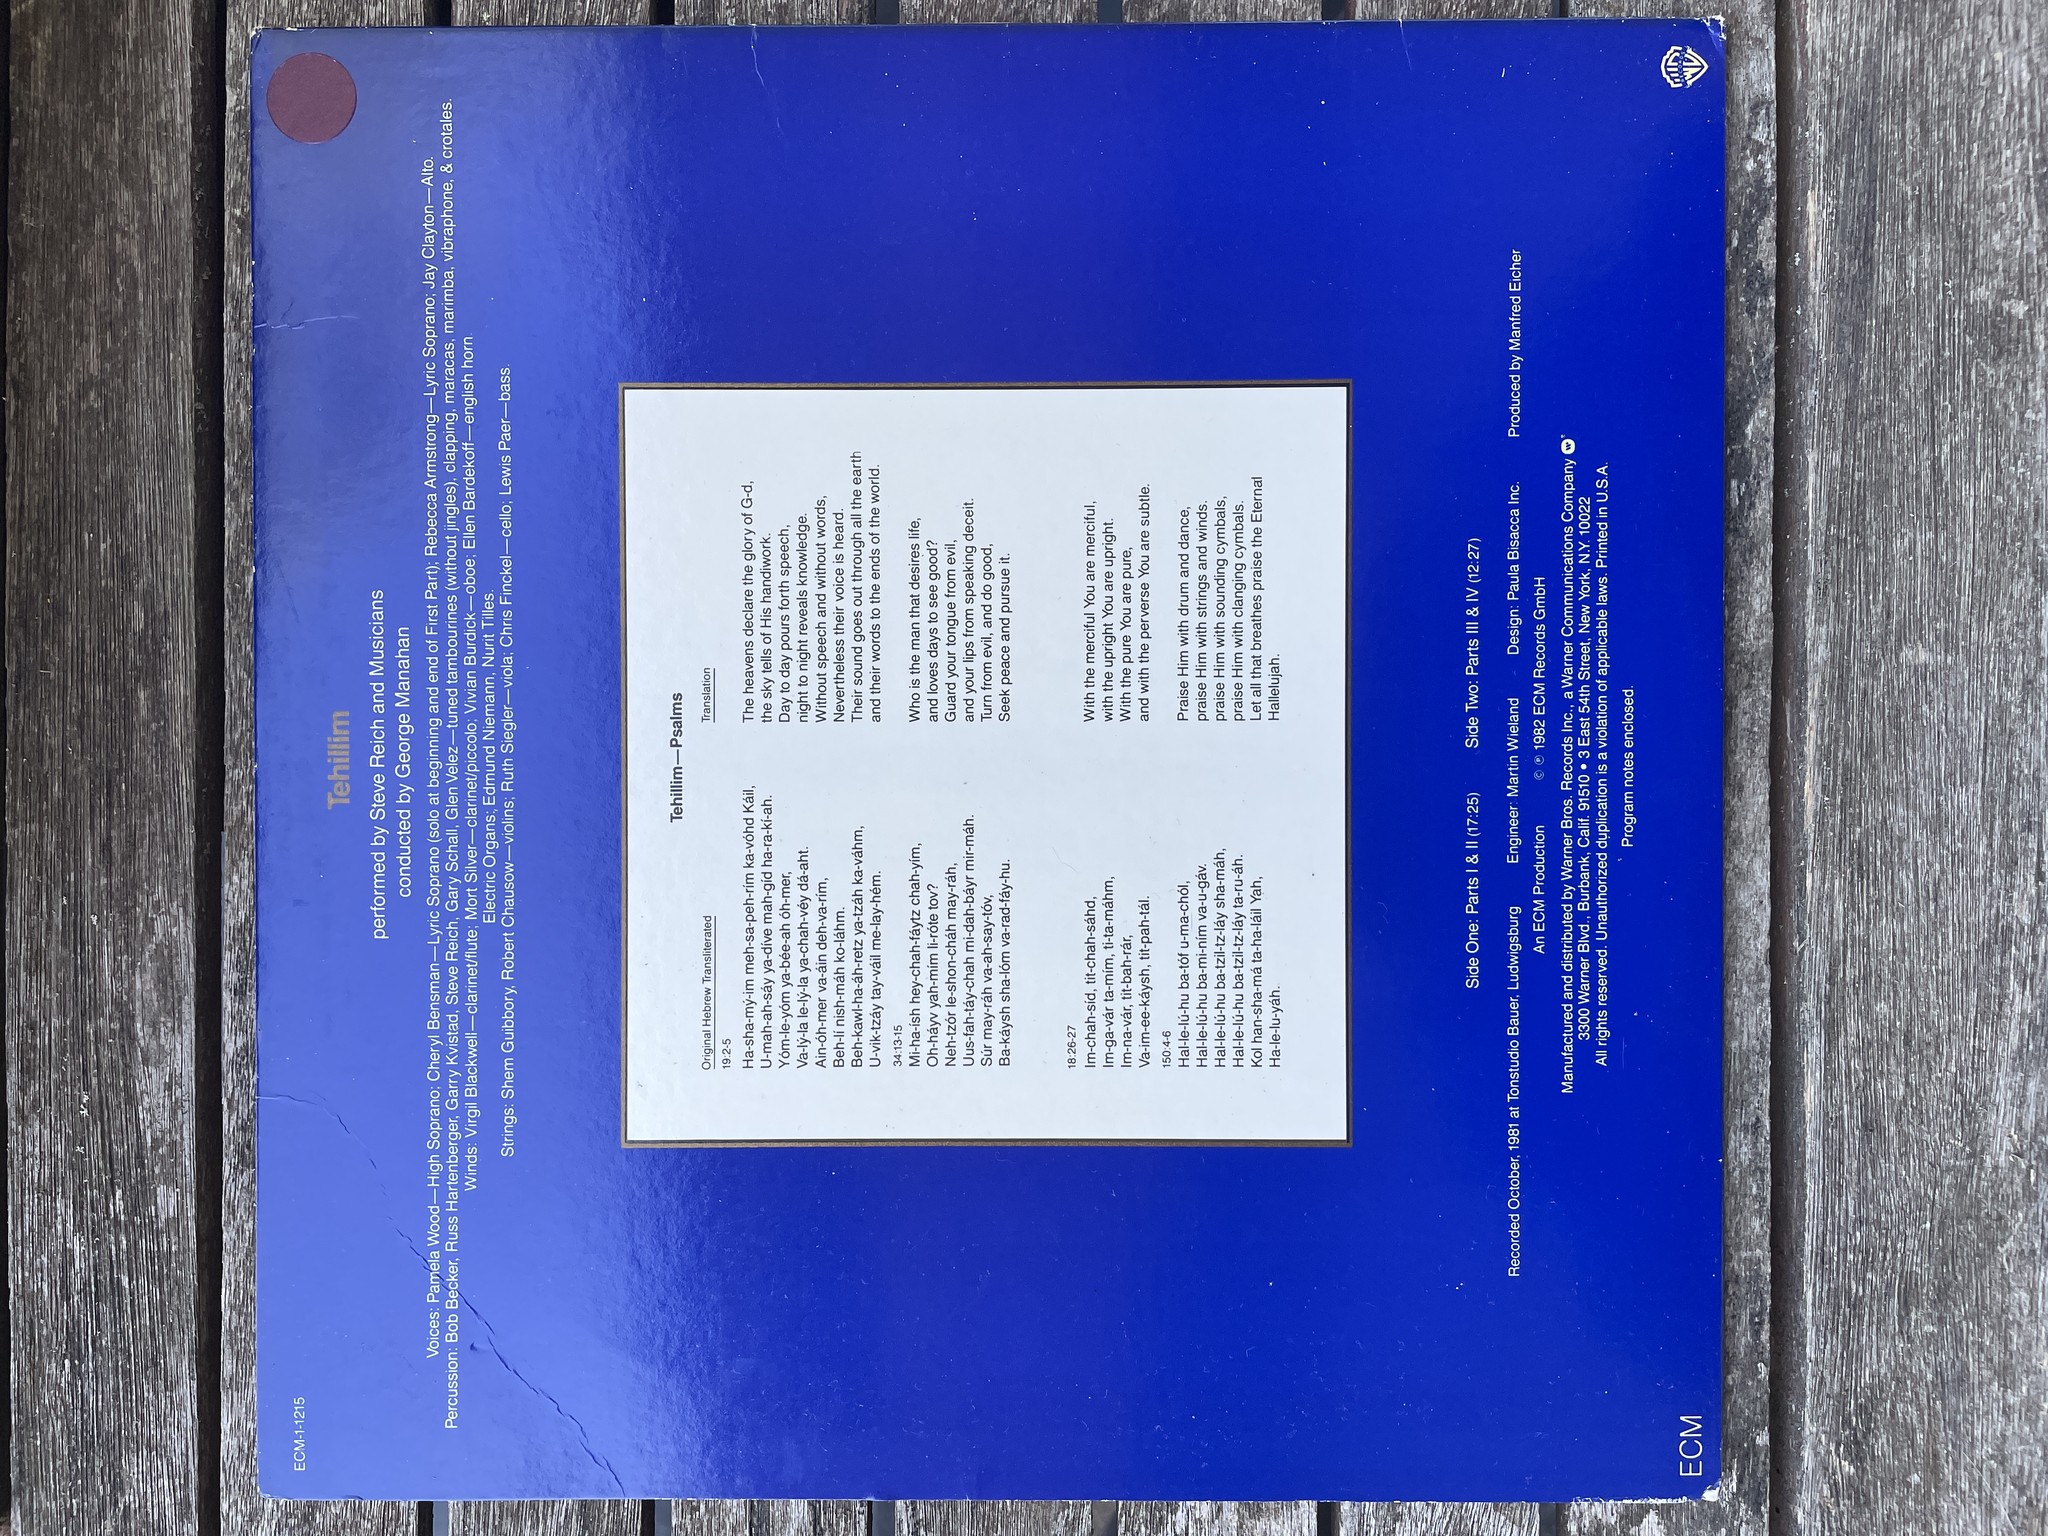 ECM-1-1215
Tehillim
performed by Steve Reich and Musicians
conducted by George Manahan
Voices: Pamela Wood—High Soprano; Cheryl Bensman—Lyric Soprano (solo at beginning and end of First Part); Rebecca Armstrong—Lyric Soprano; Jay Clayton—Alto.
Percussion: Bob Becker, Russ Hartenberger, Garry Kvistad, Steve Reich, Gary Schall, Glen Velez—tuned tambourines (without jingles), clapping, maracas, marimba, vibraphone, & crotales.
Winds: Virgil Blackwell—clarinet/flute; Mort Silver—clarinet/piccolo; Vivian Burdick—oboe; Ellen Bardekoff—english horn.
Electric Organs; Edmund Niemann, Nurit Tilles.
Strings: Shem Guibbory, Robert Chausow—violins; Ruth Siegler—viola; Chris Finckel—cello; Lewis Paer—bass.
Tehillim—Psalms
Original Hebrew Transliterated
19:2-5
Ha-sha-mý-im meh-sa-peh-rím ka-vóhd Káil,
U-mah-ah-sáy ya-dive mah-gíd ha-ra-kí-ah.
Yóm-le-yóm ya-bée-ah óh-mer,
Va-lý-la le-lý-la ya-chah-véy dá-aht.
Ain-óh-mer va-áin deh-va-rím,
Beh-lí nish-máh ko-láhm.
Beh-kawl-ha-áh-retz ya-tzáh ka-váhm,
U-vik-tzáy tay-váil me-lay-hém.
34:13-15
Mi-ha-ish hey-chah-fáytz chah-yím,
Oh-háyv yah-mím li-róte tov?
Neh-tzór le-shon-cháh may-ráh,
Uus-fah-táy-chah mi-dah-báyr mir-máh.
Súr may-ráh va-ah-say-tóv,
Ba-káysh sha-lóm va-rad-fáy-hu.
18:26-27
Im-chah-síd, tit-chah-sáhd,
Im-ga-vár ta-mím, ti-ta-máhm,
Im-na-vár, tit-bah-rár,
Va-im-ee-káysh, tit-pah-tál.
150:4-6
Hal-le-lú-hu ba-tóf u-ma-chól,
Hal-le-lú-hu ba-mi-ním va-u-gáv.
Hal-le-lú-hu ba-tzil-tz-láy sha-máh,
Hal-le-lú-hu ba-tzil-tz-láy ta-ru-áh.
Kol han-sha-má ta-ha-láil Yah,
Ha-le-lu-yáh.
Translation
The heavens declare the glory of G-d,
the sky tells of His handiwork.
Day to day pours forth speech,
night to night reveals knowledge.
Without speech and without words,
Nevertheless their voice is heard.
Their sound goes out through all the earth
and their words to the ends of the world.
Who is the man that desires life,
and loves days to see good?
Guard your tongue from evil,
and your lips from speaking deceit.
Turn from evil, and do good,
Seek peace and pursue it.
With the merciful You are merciful,
with the upright You are upright.
With the pure You are pure,
and with the perverse You are subtle.
Praise Him with drum and dance,
praise Him with strings and winds.
praise Him with sounding cymbals,
praise Him with clanging cymbals.
Let all that breathes praise the Eternal
Hallelujah.
Side One: Parts I & II (17:25) Side Two: Parts III & IV (12:27)
Recorded October, 1981 at Tonstudio Bauer, Ludwigsburg Engineer: Martin Wieland Design: Paula Bisacca Inc. Produced by Manfred Eicher
An ECM Production © ℗ 1982 ECM Records GmbH
Manufactured and distributed by Warner Bros. Records Inc., a Warner Communications Company
3300 Warner Blvd., Burbank, Calif. 91510 • 3 East 54th Street, New York, N.Y. 10022
All rights reserved. Unauthorized duplication is a violation of applicable laws. Printed in U.S.A.
Program notes enclosed.
ECM